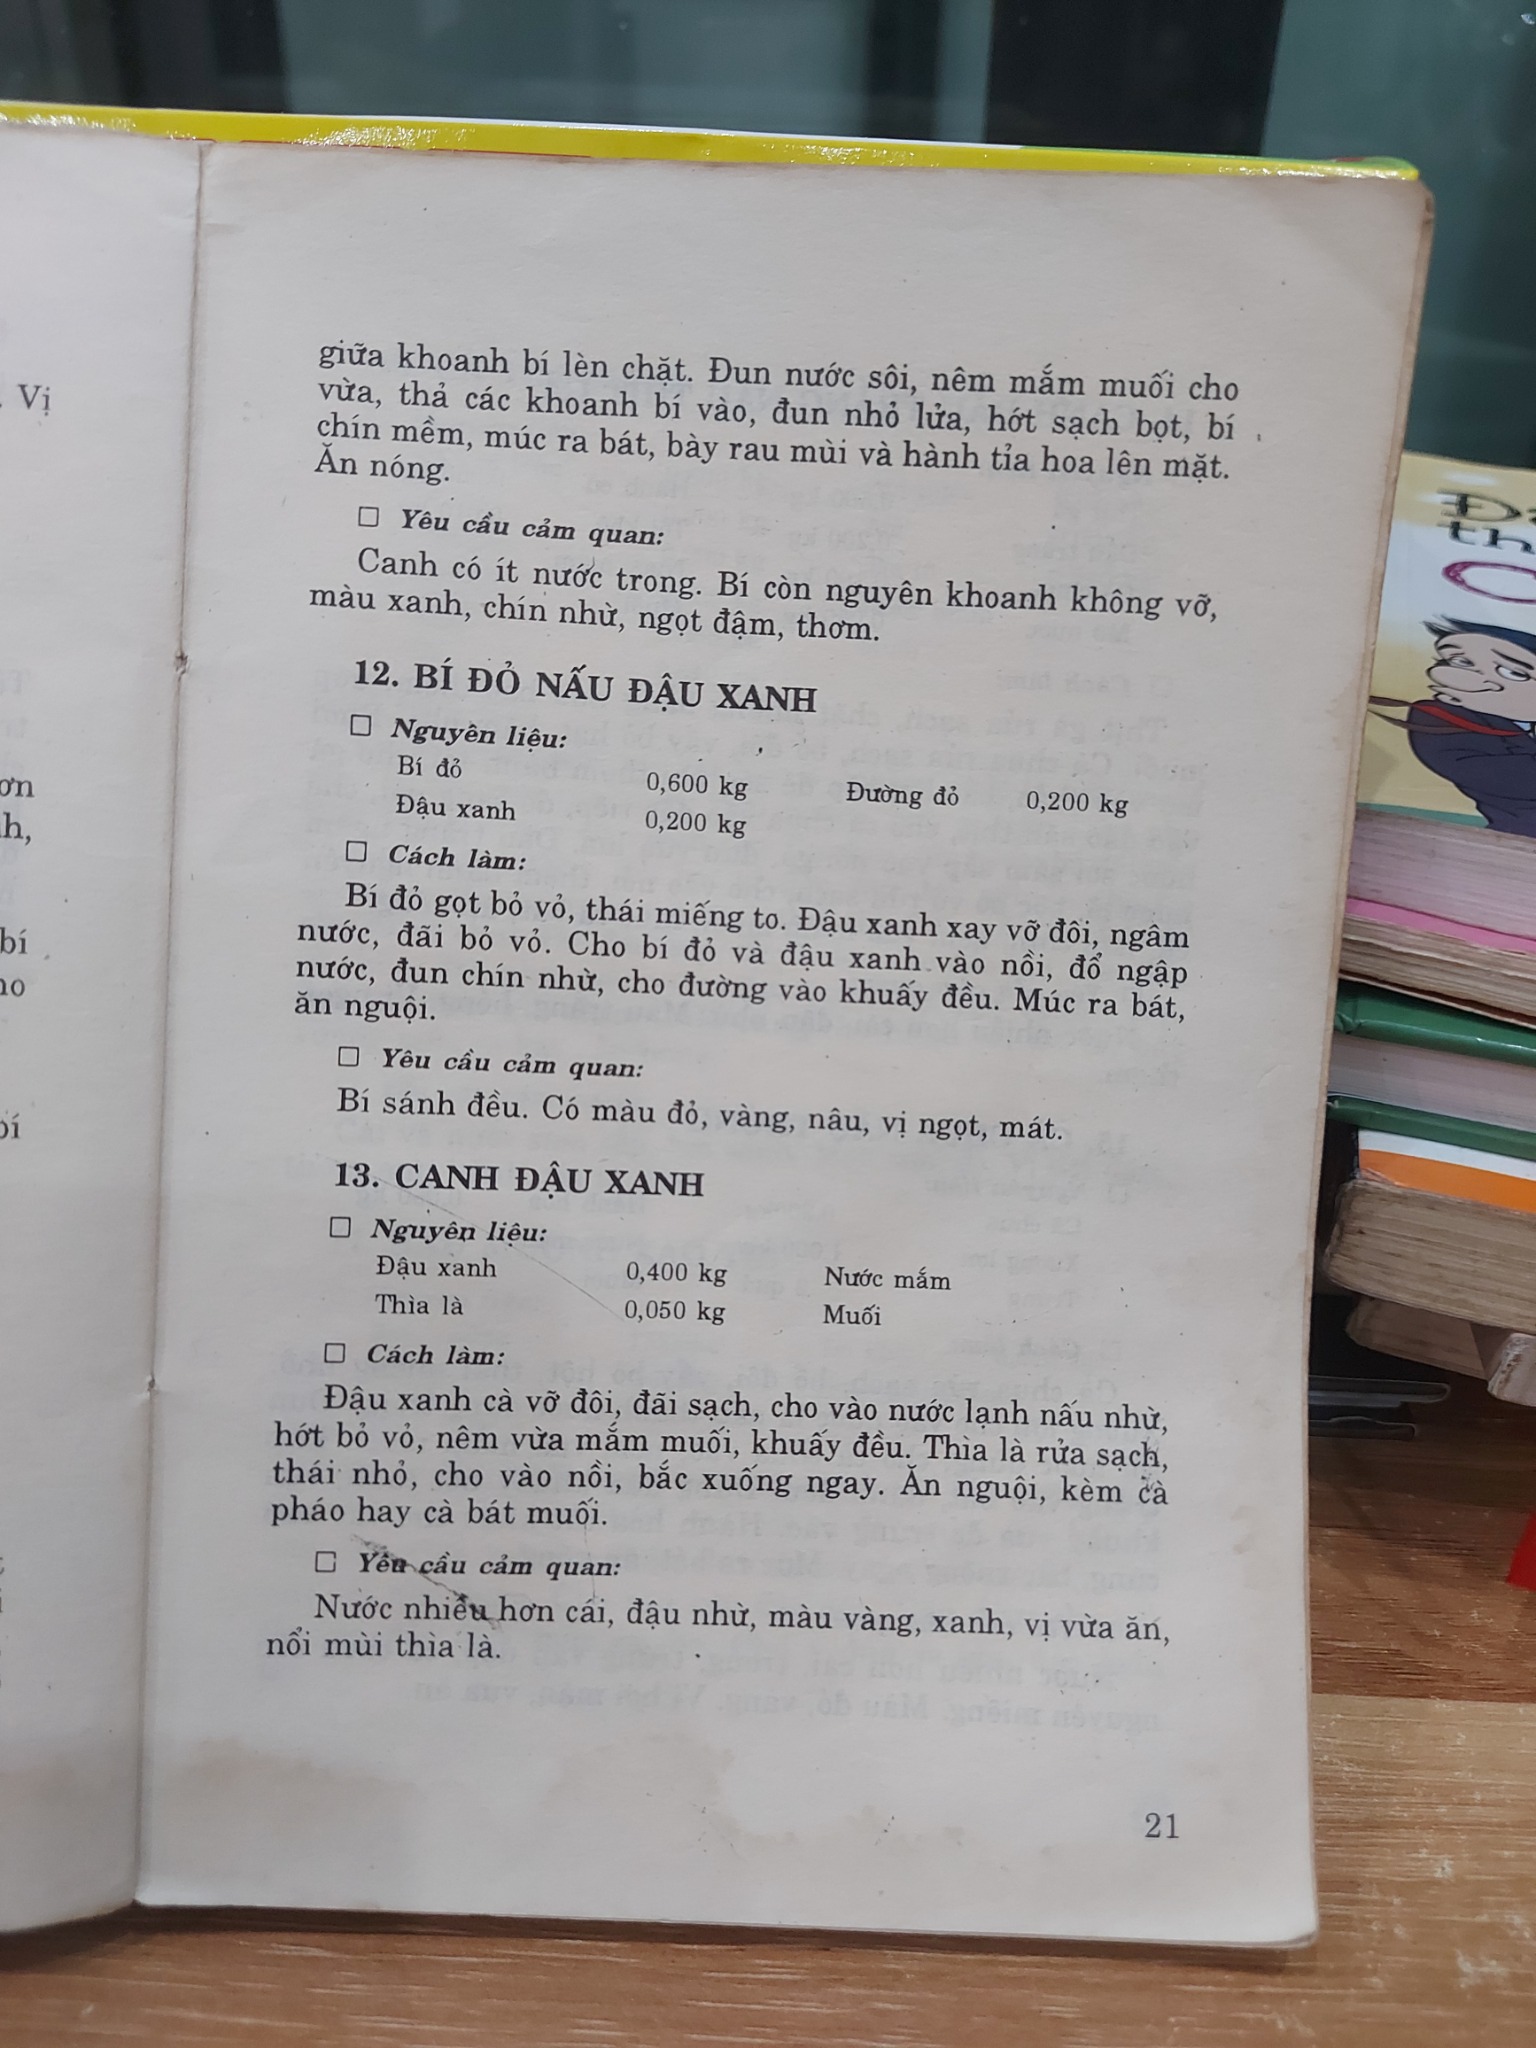 Vị
ơn
h,
bí
giữa khoanh bí lèn chặt. Đun nước sôi, nêm mắm muối cho
vừa, thả các khoanh bí vào, đun nhỏ lửa, hớt sạch bọt, bí
chín mềm, múc ra bát, bày rau mùi và hành tỉa hoa lên mặt.
Ăn nóng.
□ Yêu cầu cảm quan:
Canh có ít nước trong. Bí còn nguyên khoanh không vỡ,
màu xanh, chín nhừ, ngọt đậm, thơm.
12. BÍ ĐỎ NẤU ĐẬU XANH
□ Nguyên liệu:
Bí đỏ 0,600 kg Đường đỏ 0,200 kg
Đậu xanh 0,200 kg
□ Cách làm:
Bí đỏ gọt bỏ vỏ, thái miếng to. Đậu xanh xay vỡ đôi, ngâm
nước, đãi bỏ vỏ. Cho bí đỏ và đậu xanh vào nồi, đổ ngập
nước, đun chín nhừ, cho đường vào khuấy đều. Múc ra bát,
ăn nguội.
□ Yêu cầu cảm quan:
Bí sánh đều. Có màu đỏ, vàng, nâu, vị ngọt, mát.
13. CANH ĐẬU XANH
□ Nguyên liệu:
Đậu xanh 0,400 kg Nước mắm
Thìa là 0,050 kg Muối
□ Cách làm:
Đậu xanh cà vỡ đôi, đãi sạch, cho vào nước lạnh nấu nhừ,
hớt bỏ vỏ, nêm vừa mắm muối, khuấy đều. Thìa là rửa sạch,
thái nhỏ, cho vào nồi, bắc xuống ngay. Ăn nguội, kèm cà
pháo hay cà bát muối.
□ Yêu cầu cảm quan:
Nước nhiều hơn cái, đậu nhừ, màu vàng, xanh, vị vừa ăn,
nổi mùi thìa là.
21